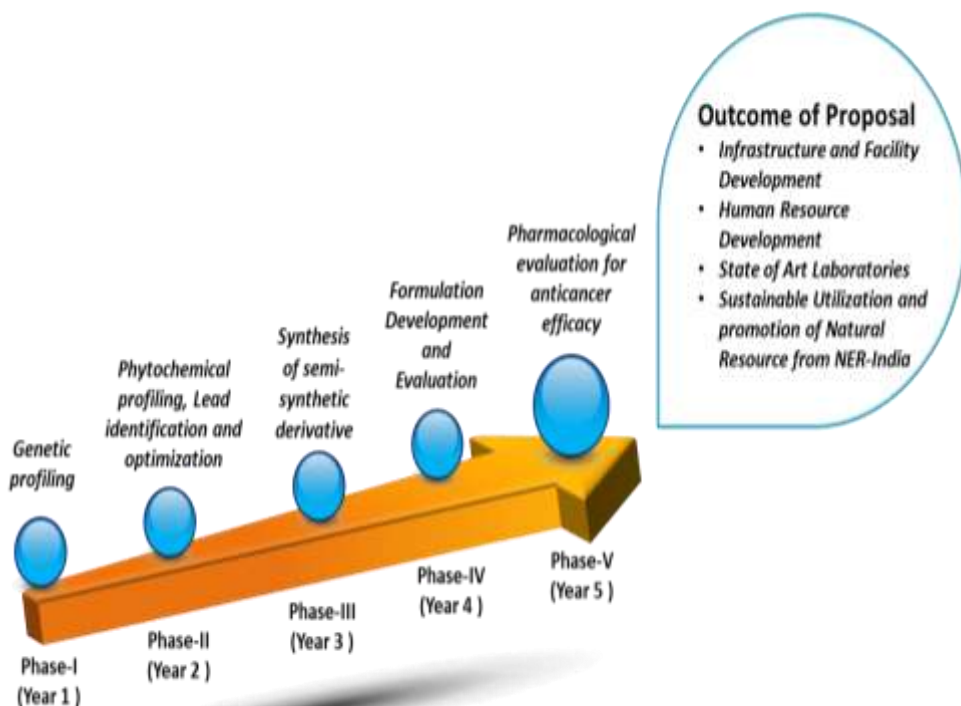 Outcome of Proposal
• Infrastructure and Facility
Development
• Human Resource
Development
• State of Art Laboratories
• Sustainable Utilization and
promotion of Natural
Resource from NER-India
Genetic
profiling
Phytochemical
profiling, Lead
identification and
optimization
Synthesis
of semi-
synthetic
derivative
Formulation
Development
and
Evaluation
Pharmacological
evaluation for
anticancer
efficacy
Phase-I
(Year 1 )
Phase-II
(Year 2 )
Phase-III
(Year 3 )
Phase-IV
(Year 4 )
Phase-V
(Year 5 )